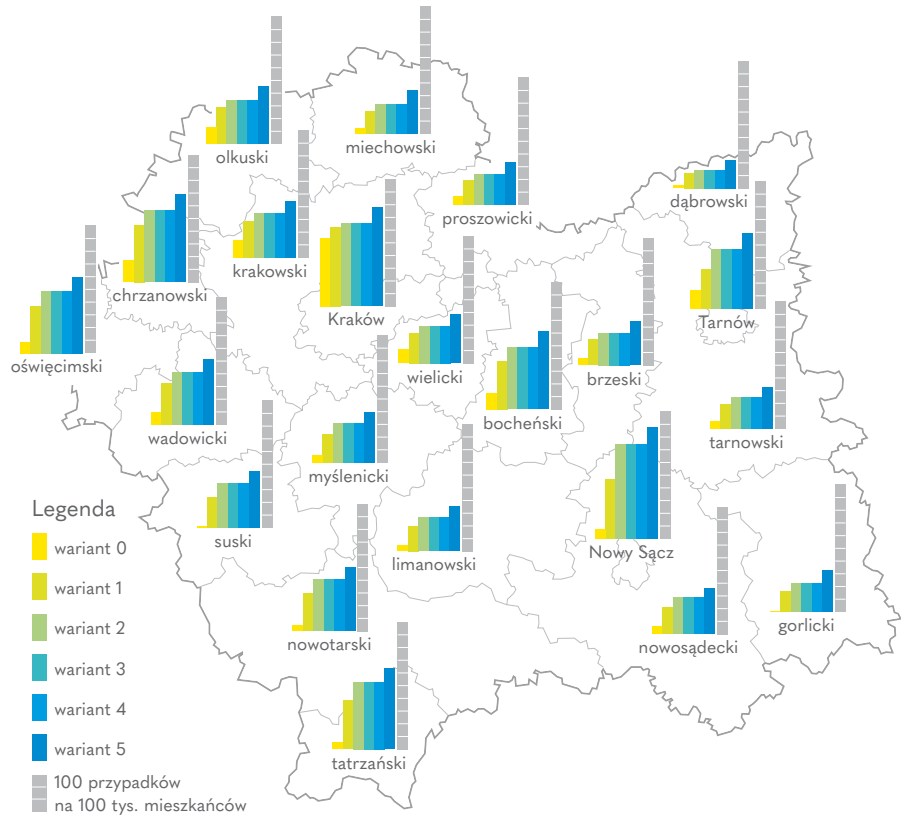 olkuski
miechowski
proszowicki
dąbrowski
krakowski
chrzanowski
Kraków
Tarnów
oświęcimski
wielicki
brzeski
wadowicki
bocheński
tarnowski
myślenicki
suski
limanowski
Nowy Sącz
nowotarski
nowosądecki
gorlicki
tatrzański
Legenda
wariant 0
wariant 1
wariant 2
wariant 3
wariant 4
wariant 5
100 przypadków
na 100 tys. mieszkańców